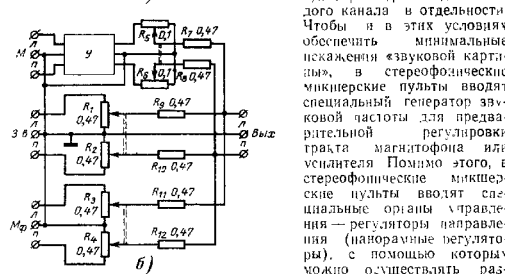 У
R₅
0,1
R₇ 0,47
М
Л
П
R₆
0,1
R₈ 0,47
R₁
0,47
R₉
0,47
Зв
Л
П
R₂
0,47
R₁₀ 0,47
Вых
Л
П
R₃
0,47
R₁₁ 0,47
Мф
Л
П
R₄
0,47
R₁₂ 0,47
б)
дого канала в отдельности
Чтобы и в этих условиях
обеспечить минимальные
искажения «звуковой карти-
ны», в стереофонические
микшерские пульты вводят
специальный генератор зву-
ковой частоты для предва-
рительной регулировки
тракта магнитофона или
усилителя Помимо этого, в
стереофонические микшер-
ские пульты вводят спе-
циальные органы управле-
ния — регуляторы направле-
ния (панорамные регулято-
ры), с помощью которых
можно осуществлять раз-